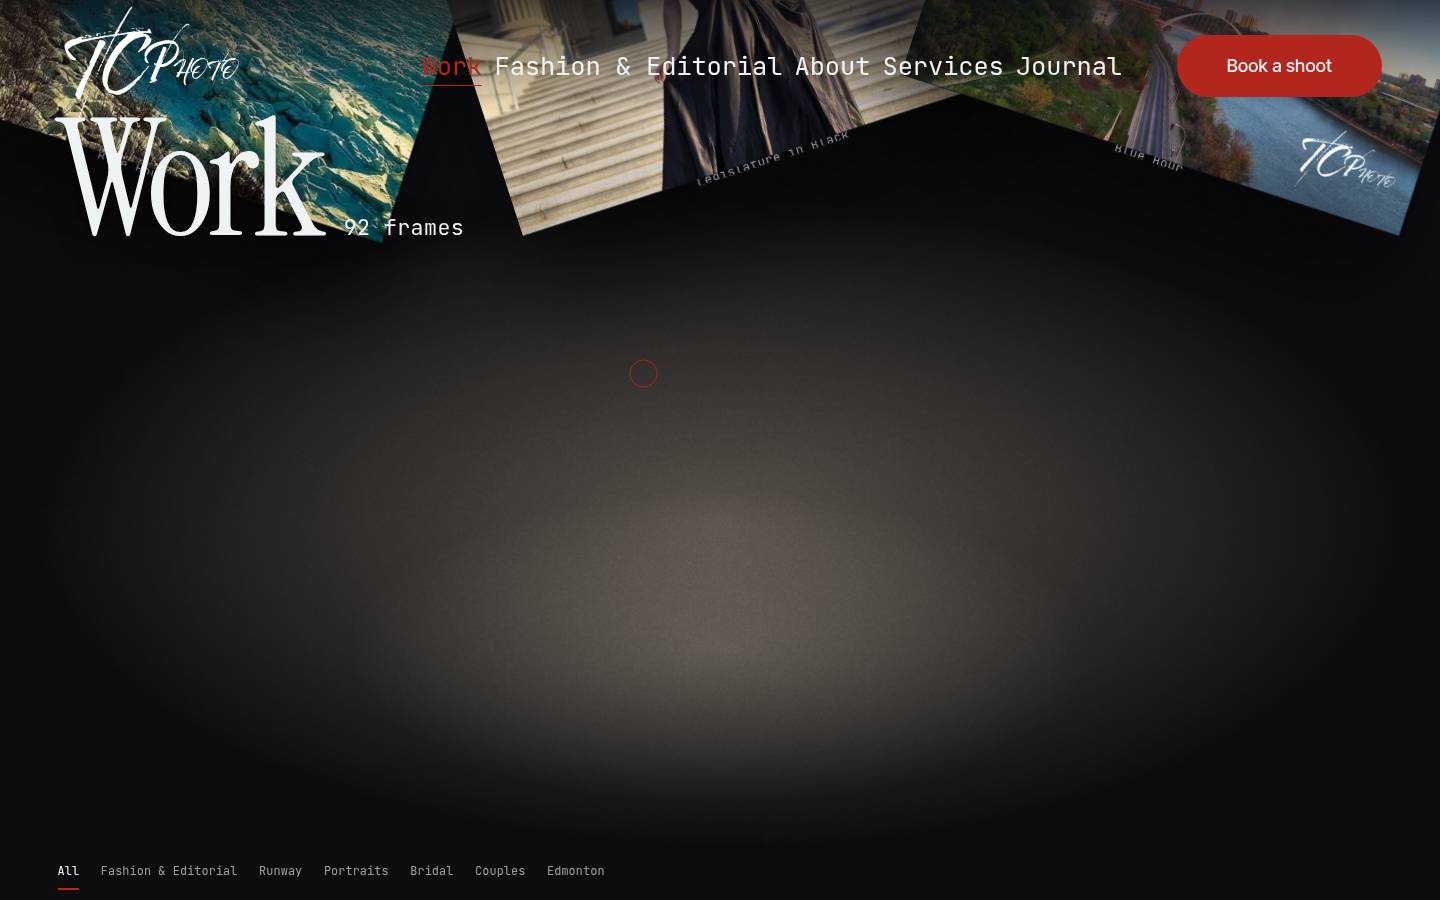 TCPHOTO
Work Fashion & Editorial About Services Journal
Book a shoot
Legislature in Black
Blue Hour
TCPHOTO
Work
92 frames
All Fashion & Editorial Runway Portraits Bridal Couples Edmonton